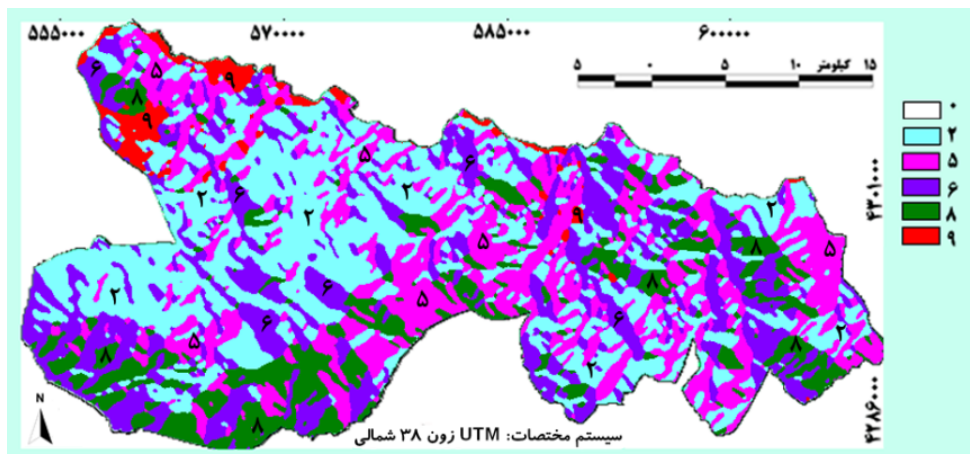 ۵۵۵۰۰۰ ۵۷۰۰۰۰ ۵۸۵۰۰۰ ۶۰۰۰۰۰
۵ ۰ ۵ ۱۰ کیلومتر ۱۵
۰
۲
۵
۶
۸
۹
۴۳۰۱۰۰۰
۴۲۸۶۰۰۰
۶ ۵ ۹
۸
۹
۵ ۶
۲ ۶ ۲ ۲ ۹ ۲
۵ ۸ ۵
۲ ۶ ۵ ۸
۵ ۶ ۶ ۲
۸ ۲ ۸
۸
N
سیستم مختصات: UTM زون ۳۸ شمالی